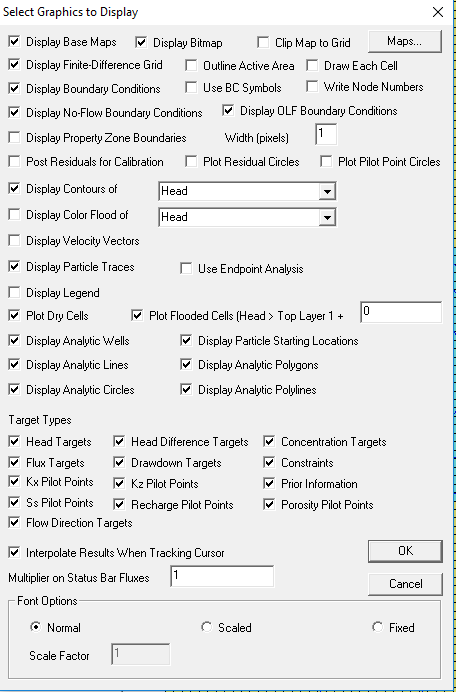 Select Graphics to Display
Display Base Maps Display Bitmap Clip Map to Grid Maps...
Display Finite-Difference Grid Outline Active Area Draw Each Cell
Display Boundary Conditions Use BC Symbols Write Node Numbers
Display No-Flow Boundary Conditions Display OLF Boundary Conditions
Display Property Zone Boundaries Width (pixels) 1
Post Residuals for Calibration Plot Residual Circles Plot Pilot Point Circles
Display Contours of Head
Display Color Flood of Head
Display Velocity Vectors
Display Particle Traces Use Endpoint Analysis
Display Legend
Plot Dry Cells Plot Flooded Cells (Head > Top Layer 1 + 0
Display Analytic Wells Display Particle Starting Locations
Display Analytic Lines Display Analytic Polygons
Display Analytic Circles Display Analytic Polylines
Target Types
Head Targets Head Difference Targets Concentration Targets
Flux Targets Drawdown Targets Constraints
Kx Pilot Points Kz Pilot Points Prior Information
Ss Pilot Points Recharge Pilot Points Porosity Pilot Points
Flow Direction Targets
Interpolate Results When Tracking Cursor OK
Multiplier on Status Bar Fluxes 1 Cancel
Font Options
Normal Scaled Fixed
Scale Factor 1